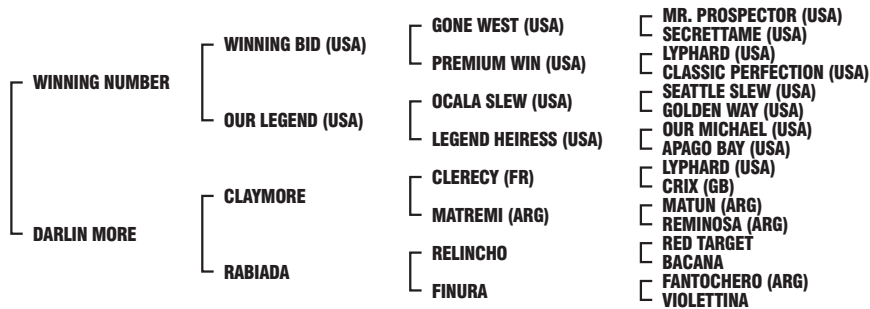 WINNING NUMBER
DARLIN MORE
WINNING BID (USA)
OUR LEGEND (USA)
CLAYMORE
RABIADA
GONE WEST (USA)
PREMIUM WIN (USA)
OCALA SLEW (USA)
LEGEND HEIRESS (USA)
CLERECY (FR)
MATREMI (ARG)
RELINCHO
FINURA
MR. PROSPECTOR (USA)
SECRETTAME (USA)
LYPHARD (USA)
CLASSIC PERFECTION (USA)
SEATTLE SLEW (USA)
GOLDEN WAY (USA)
OUR MICHAEL (USA)
APAGO BAY (USA)
LYPHARD (USA)
CRIX (GB)
MATUN (ARG)
REMINOSA (ARG)
RED TARGET
BACANA
FANTOCHERO (ARG)
VIOLETTINA